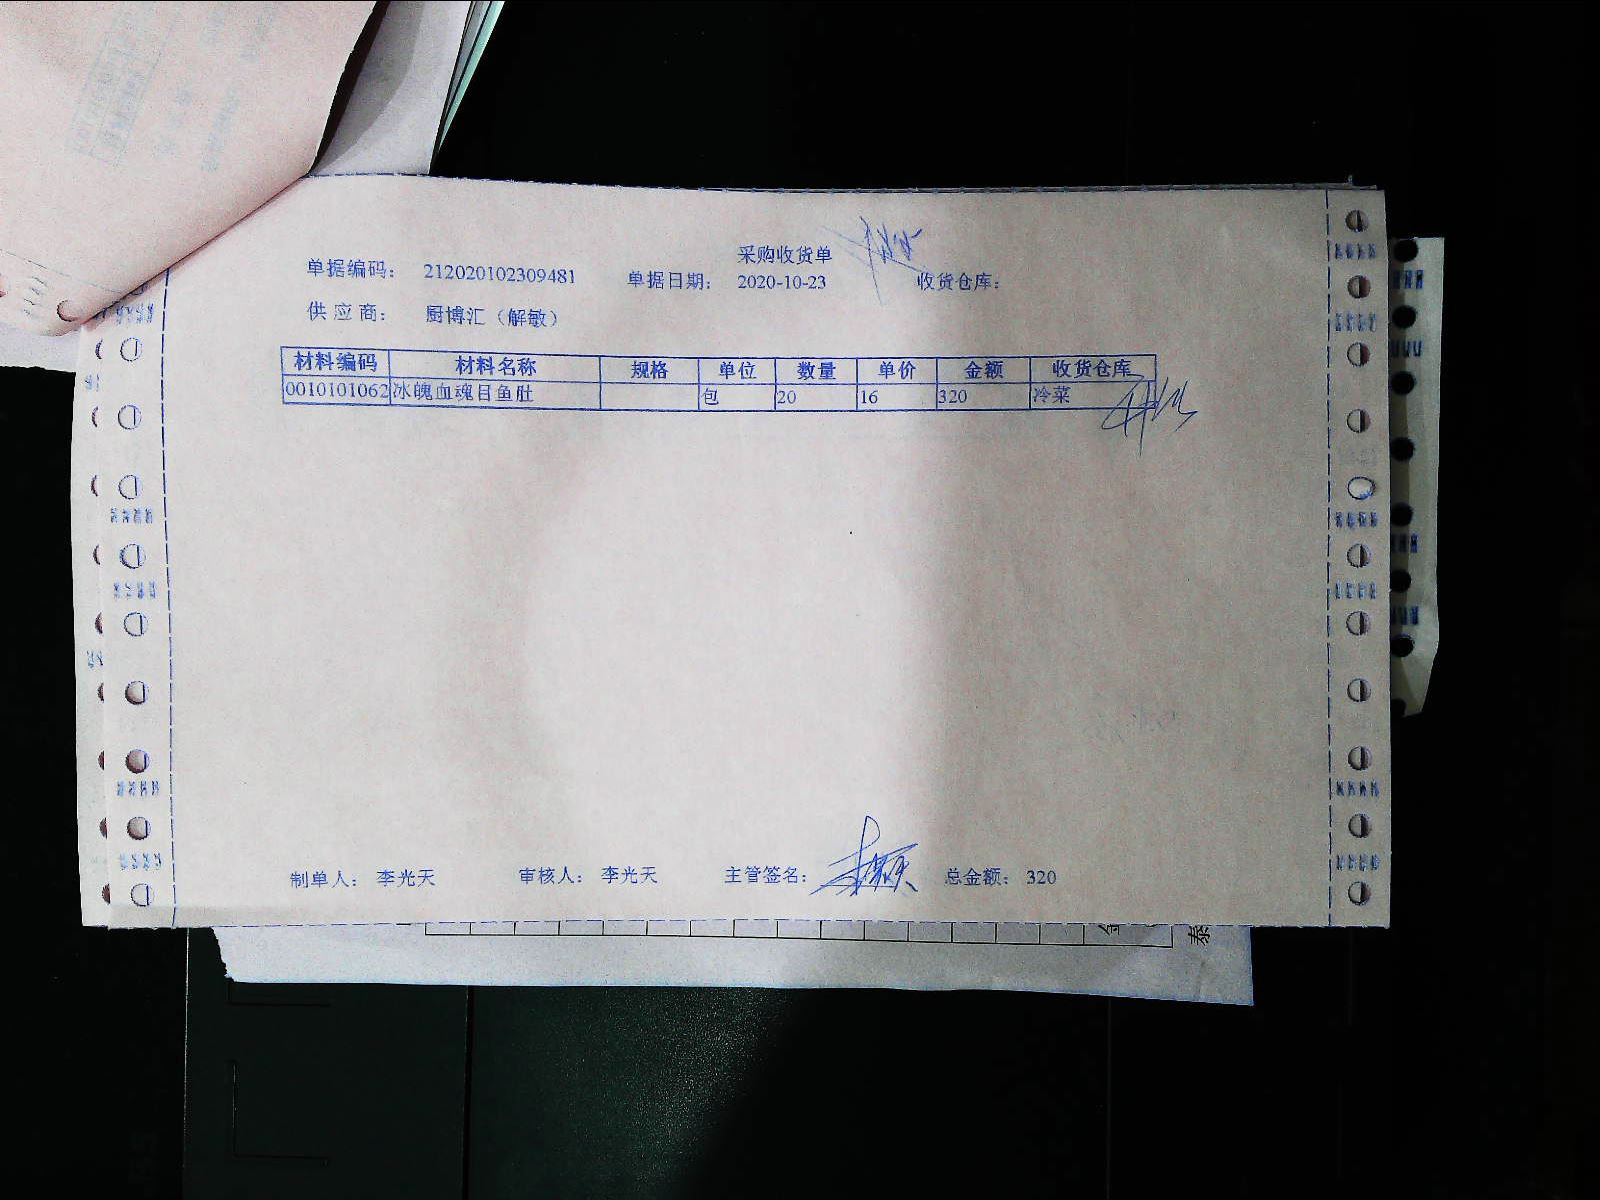 采购收货单
单据编码： 212020102309481 单据日期： 2020-10-23 收货仓库：
供 应 商： 厨博汇（解敏）
材料编码 材料名称 规格 单位 数量 单价 金额 收货仓库
0010101062 冰魄血魂目鱼肚 包 20 16 320 冷菜
制单人： 李光天 审核人： 李光天 主管签名： 总金额： 320
泰